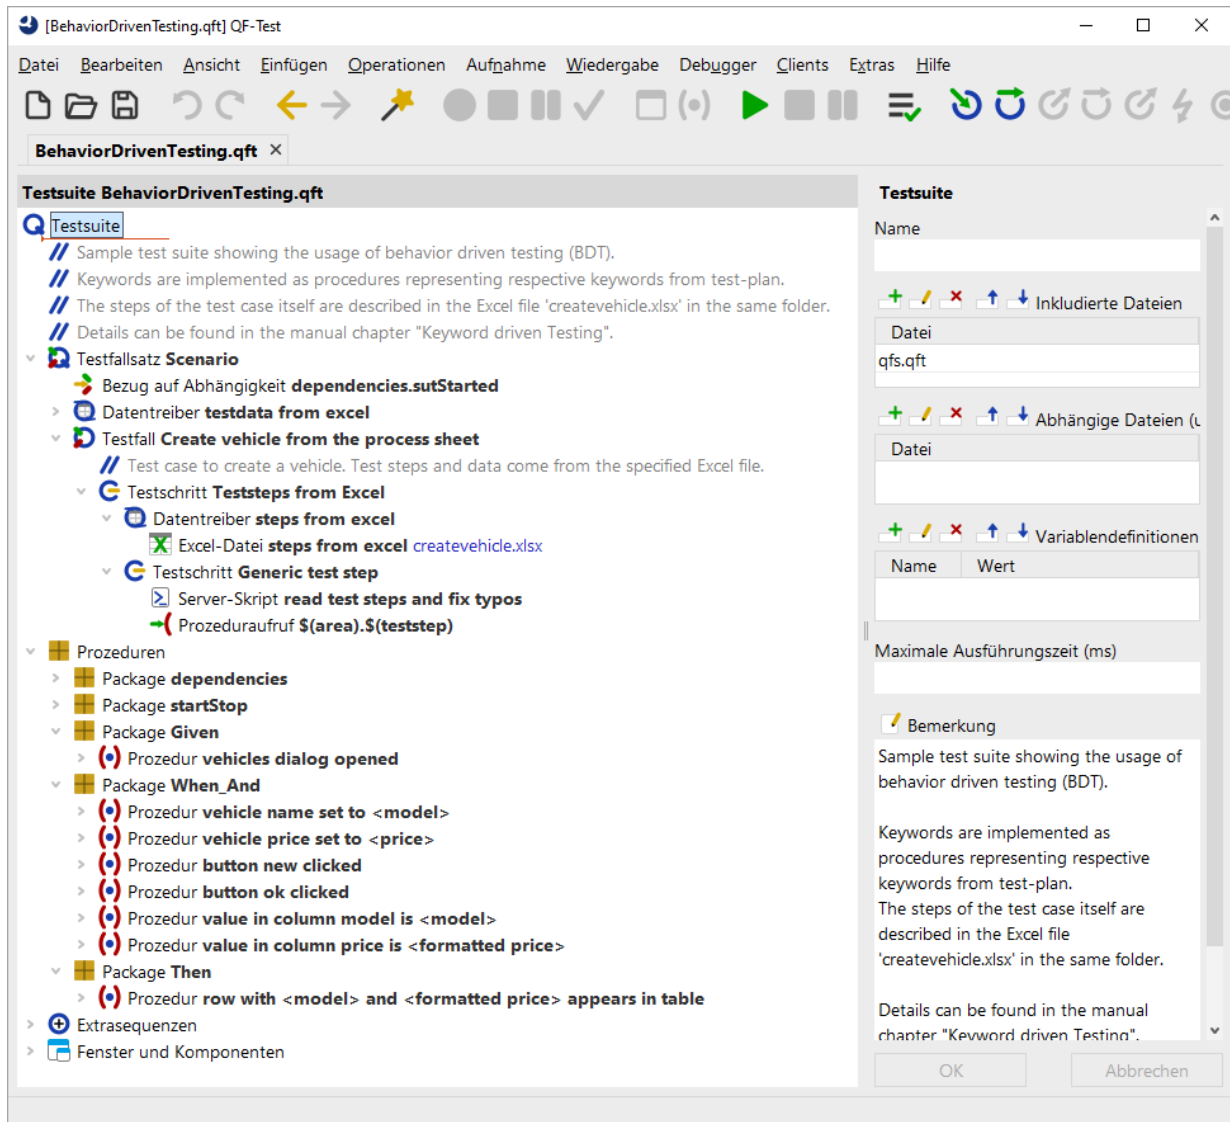 [BehaviorDrivenTesting.qft] QF-Test
Datei Bearbeiten Ansicht Einfügen Operationen Aufnahme Wiedergabe Debugger Clients Extras Hilfe
BehaviorDrivenTesting.qft
Testsuite BehaviorDrivenTesting.qft
Testsuite
// Sample test suite showing the usage of behavior driven testing (BDT).
// Keywords are implemented as procedures representing respective keywords from test-plan.
// The steps of the test case itself are described in the Excel file 'createvehicle.xlsx' in the same folder.
// Details can be found in the manual chapter "Keyword driven Testing".
Testfallsatz Scenario
Bezug auf Abhängigkeit dependencies.sutStarted
Datentreiber testdata from excel
Testfall Create vehicle from the process sheet
// Test case to create a vehicle. Test steps and data come from the specified Excel file.
Testschritt Teststeps from Excel
Datentreiber steps from excel
Excel-Datei steps from excel createvehicle.xlsx
Testschritt Generic test step
Server-Skript read test steps and fix typos
Prozeduraufruf $(area).$(teststep)
Prozeduren
Package dependencies
Package startStop
Package Given
Prozedur vehicles dialog opened
Package When_And
Prozedur vehicle name set to <model>
Prozedur vehicle price set to <price>
Prozedur button new clicked
Prozedur button ok clicked
Prozedur value in column model is <model>
Prozedur value in column price is <formatted price>
Package Then
Prozedur row with <model> and <formatted price> appears in table
Extrasequenzen
Fenster und Komponenten
Testsuite
Name
Inkludierte Dateien
Datei
qfs.qft
Abhängige Dateien (u
Datei
Variablendefinitionen
Name Wert
Maximale Ausführungszeit (ms)
Bemerkung
Sample test suite showing the usage of
behavior driven testing (BDT).
Keywords are implemented as
procedures representing respective
keywords from test-plan.
The steps of the test case itself are
described in the Excel file
'createvehicle.xlsx' in the same folder.
Details can be found in the manual
chapter "Keyword driven Testing".
OK Abbrechen